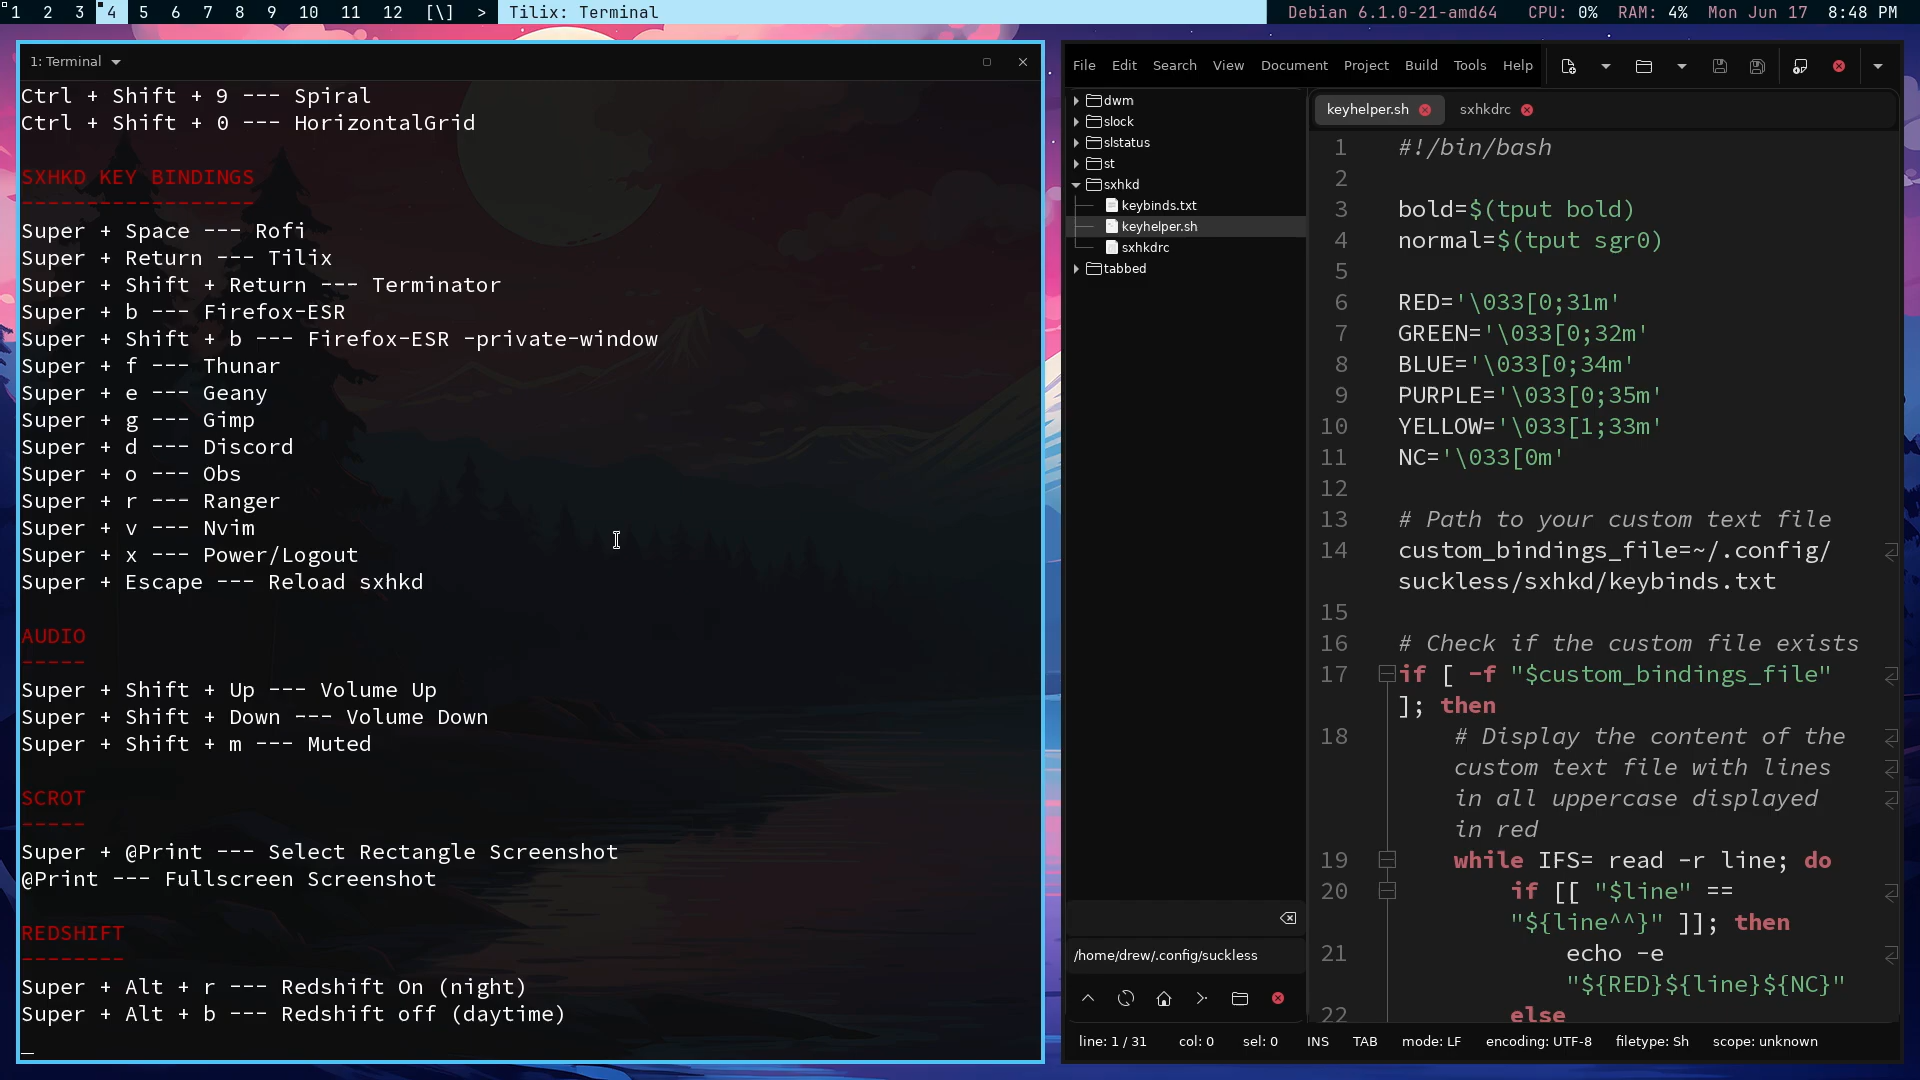 1 2 3 4 5 6 7 8 9 10 11 12 [\] > Tilix: Terminal Debian 6.1.0-21-amd64 CPU: 0% RAM: 4% Mon Jun 17 8:48 PM
1: Terminal
Ctrl + Shift + 9 --- Spiral
Ctrl + Shift + 0 --- HorizontalGrid
SXHKD KEY BINDINGS
------------------
Super + Space --- Rofi
Super + Return --- Tilix
Super + Shift + Return --- Terminator
Super + b --- Firefox-ESR
Super + Shift + b --- Firefox-ESR -private-window
Super + f --- Thunar
Super + e --- Geany
Super + g --- Gimp
Super + d --- Discord
Super + o --- Obs
Super + r --- Ranger
Super + v --- Nvim
Super + x --- Power/Logout
Super + Escape --- Reload sxhkd
AUDIO
-----
Super + Shift + Up --- Volume Up
Super + Shift + Down --- Volume Down
Super + Shift + m --- Muted
SCROT
-----
Super + @Print --- Select Rectangle Screenshot
@Print --- Fullscreen Screenshot
REDSHIFT
--------
Super + Alt + r --- Redshift On (night)
Super + Alt + b --- Redshift off (daytime)
File Edit Search View Document Project Build Tools Help
dwm
slock
slstatus
st
sxhkd
keybinds.txt
keyhelper.sh
sxhkdrc
tabbed
/home/drew/.config/suckless
keyhelper.sh sxhkdrc
1 #!/bin/bash
2
3 bold=$(tput bold)
4 normal=$(tput sgr0)
5
6 RED='\033[0;31m'
7 GREEN='\033[0;32m'
8 BLUE='\033[0;34m'
9 PURPLE='\033[0;35m'
10 YELLOW='\033[1;33m'
11 NC='\033[0m'
12
13 # Path to your custom text file
14 custom_bindings_file=~/.config/
suckless/sxhkd/keybinds.txt
15
16 # Check if the custom file exists
17 if [ -f "$custom_bindings_file"
]; then
18 # Display the content of the
custom text file with lines
in all uppercase displayed
in red
19 while IFS= read -r line; do
20 if [[ "$line" ==
"${line^^}" ]]; then
21 echo -e
"${RED}${line}${NC}"
22 else
line: 1 / 31 col: 0 sel: 0 INS TAB mode: LF encoding: UTF-8 filetype: Sh scope: unknown